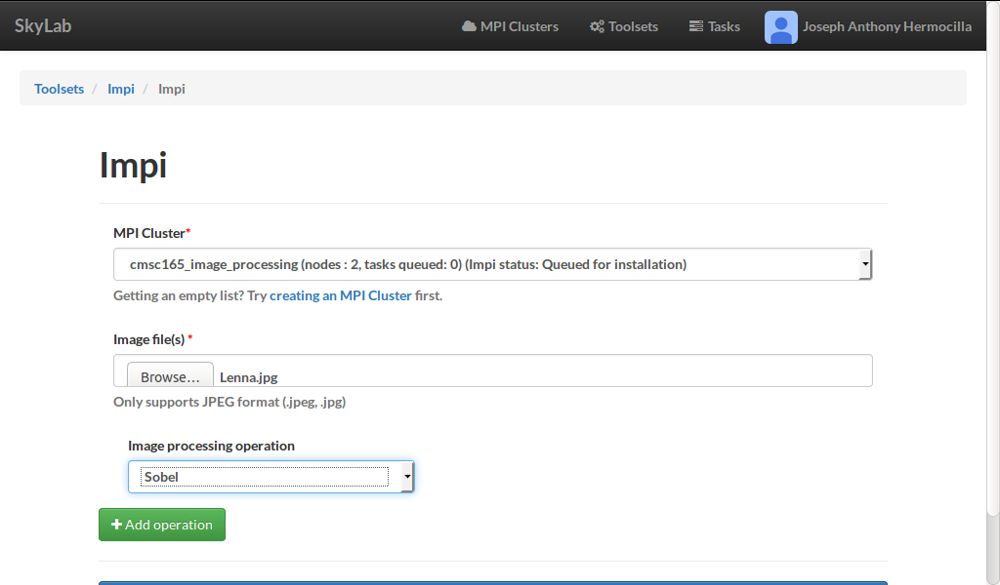 SkyLab MPI Clusters Toolsets Tasks Joseph Anthony Hermocilla
Toolsets / Impi / Impi
Impi
MPI Cluster*
cmsc165_image_processing (nodes : 2, tasks queued: 0) (Impi status: Queued for installation)
Getting an empty list? Try creating an MPI Cluster first.
Image file(s) *
Browse... Lenna.jpg
Only supports JPEG format (.jpeg, .jpg)
Image processing operation
Sobel
+ Add operation